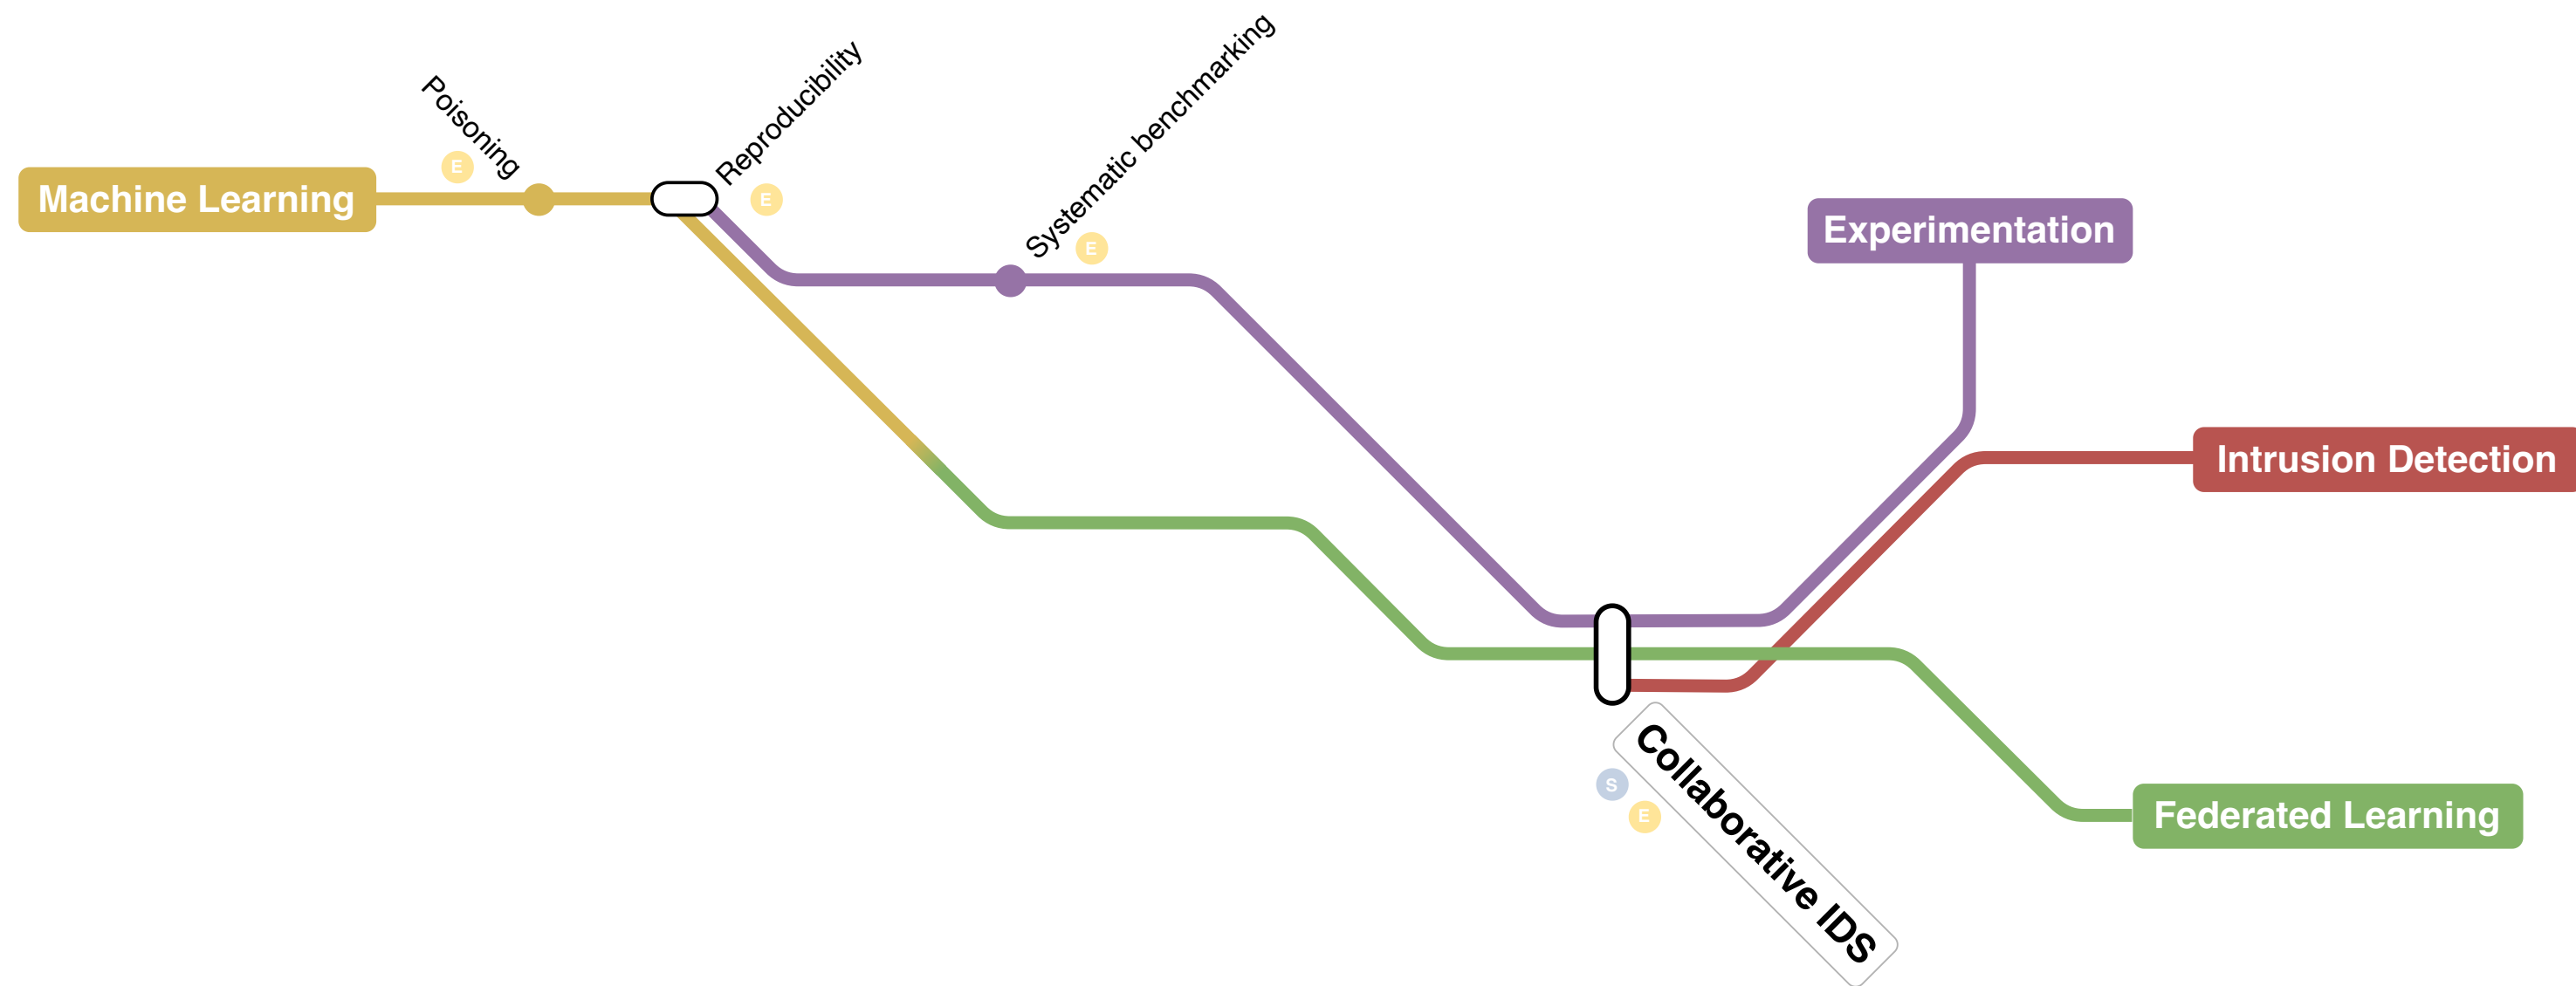 Machine Learning
Poisoning
E
Reproducibility
E
Systematic benchmarking
E
Experimentation
Intrusion Detection
Collaborative IDS
S
E
Federated Learning